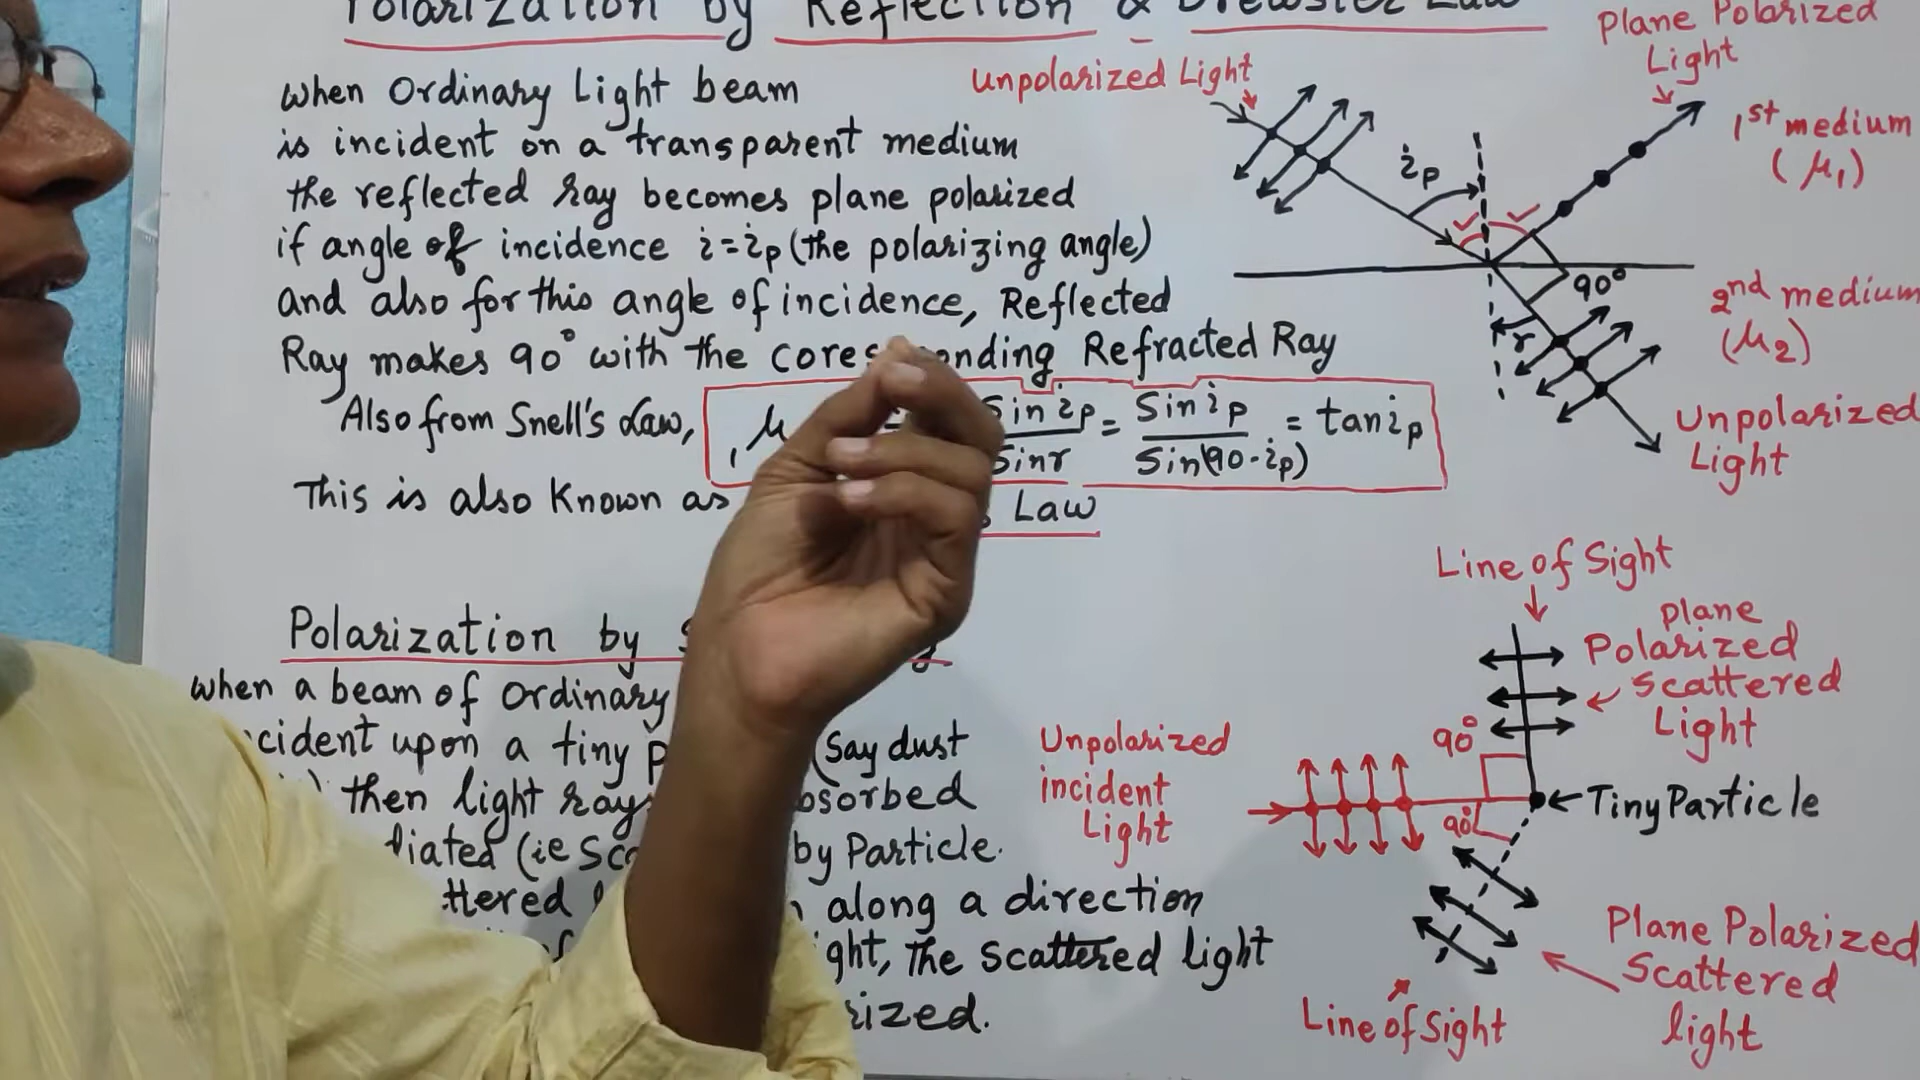 Polarization by Reflection & Brewster Law
when Ordinary Light beam
is incident on a transparent medium
the reflected ray becomes plane polarized
if angle of incidence i=ip (the polarizing angle)
and also for this angle of incidence, Reflected
Ray makes 90° with the cores onding Refracted Ray
Also from Snell's Law, 1μ = Sin ip / Sin r = Sin ip / Sin(90-ip) = tan ip
This is also Known as Law
Unpolarized Light
Plane Polarized
Light
1st medium
(μ1)
ip
90°
r
2nd medium
(μ2)
Unpolarized
Light
Polarization by
when a beam of Ordinary
cident upon a tiny p (Say dust
then light rays bsorbed
diated (ie Sca by Particle.
ttered along a direction
ght, the scattered light
rized.
Line of Sight
Plane
Polarized
Scattered
Light
90°
Unpolarized
incident
Light
Tiny Particle
90°
Plane Polarized
Scattered
light
Line of Sight